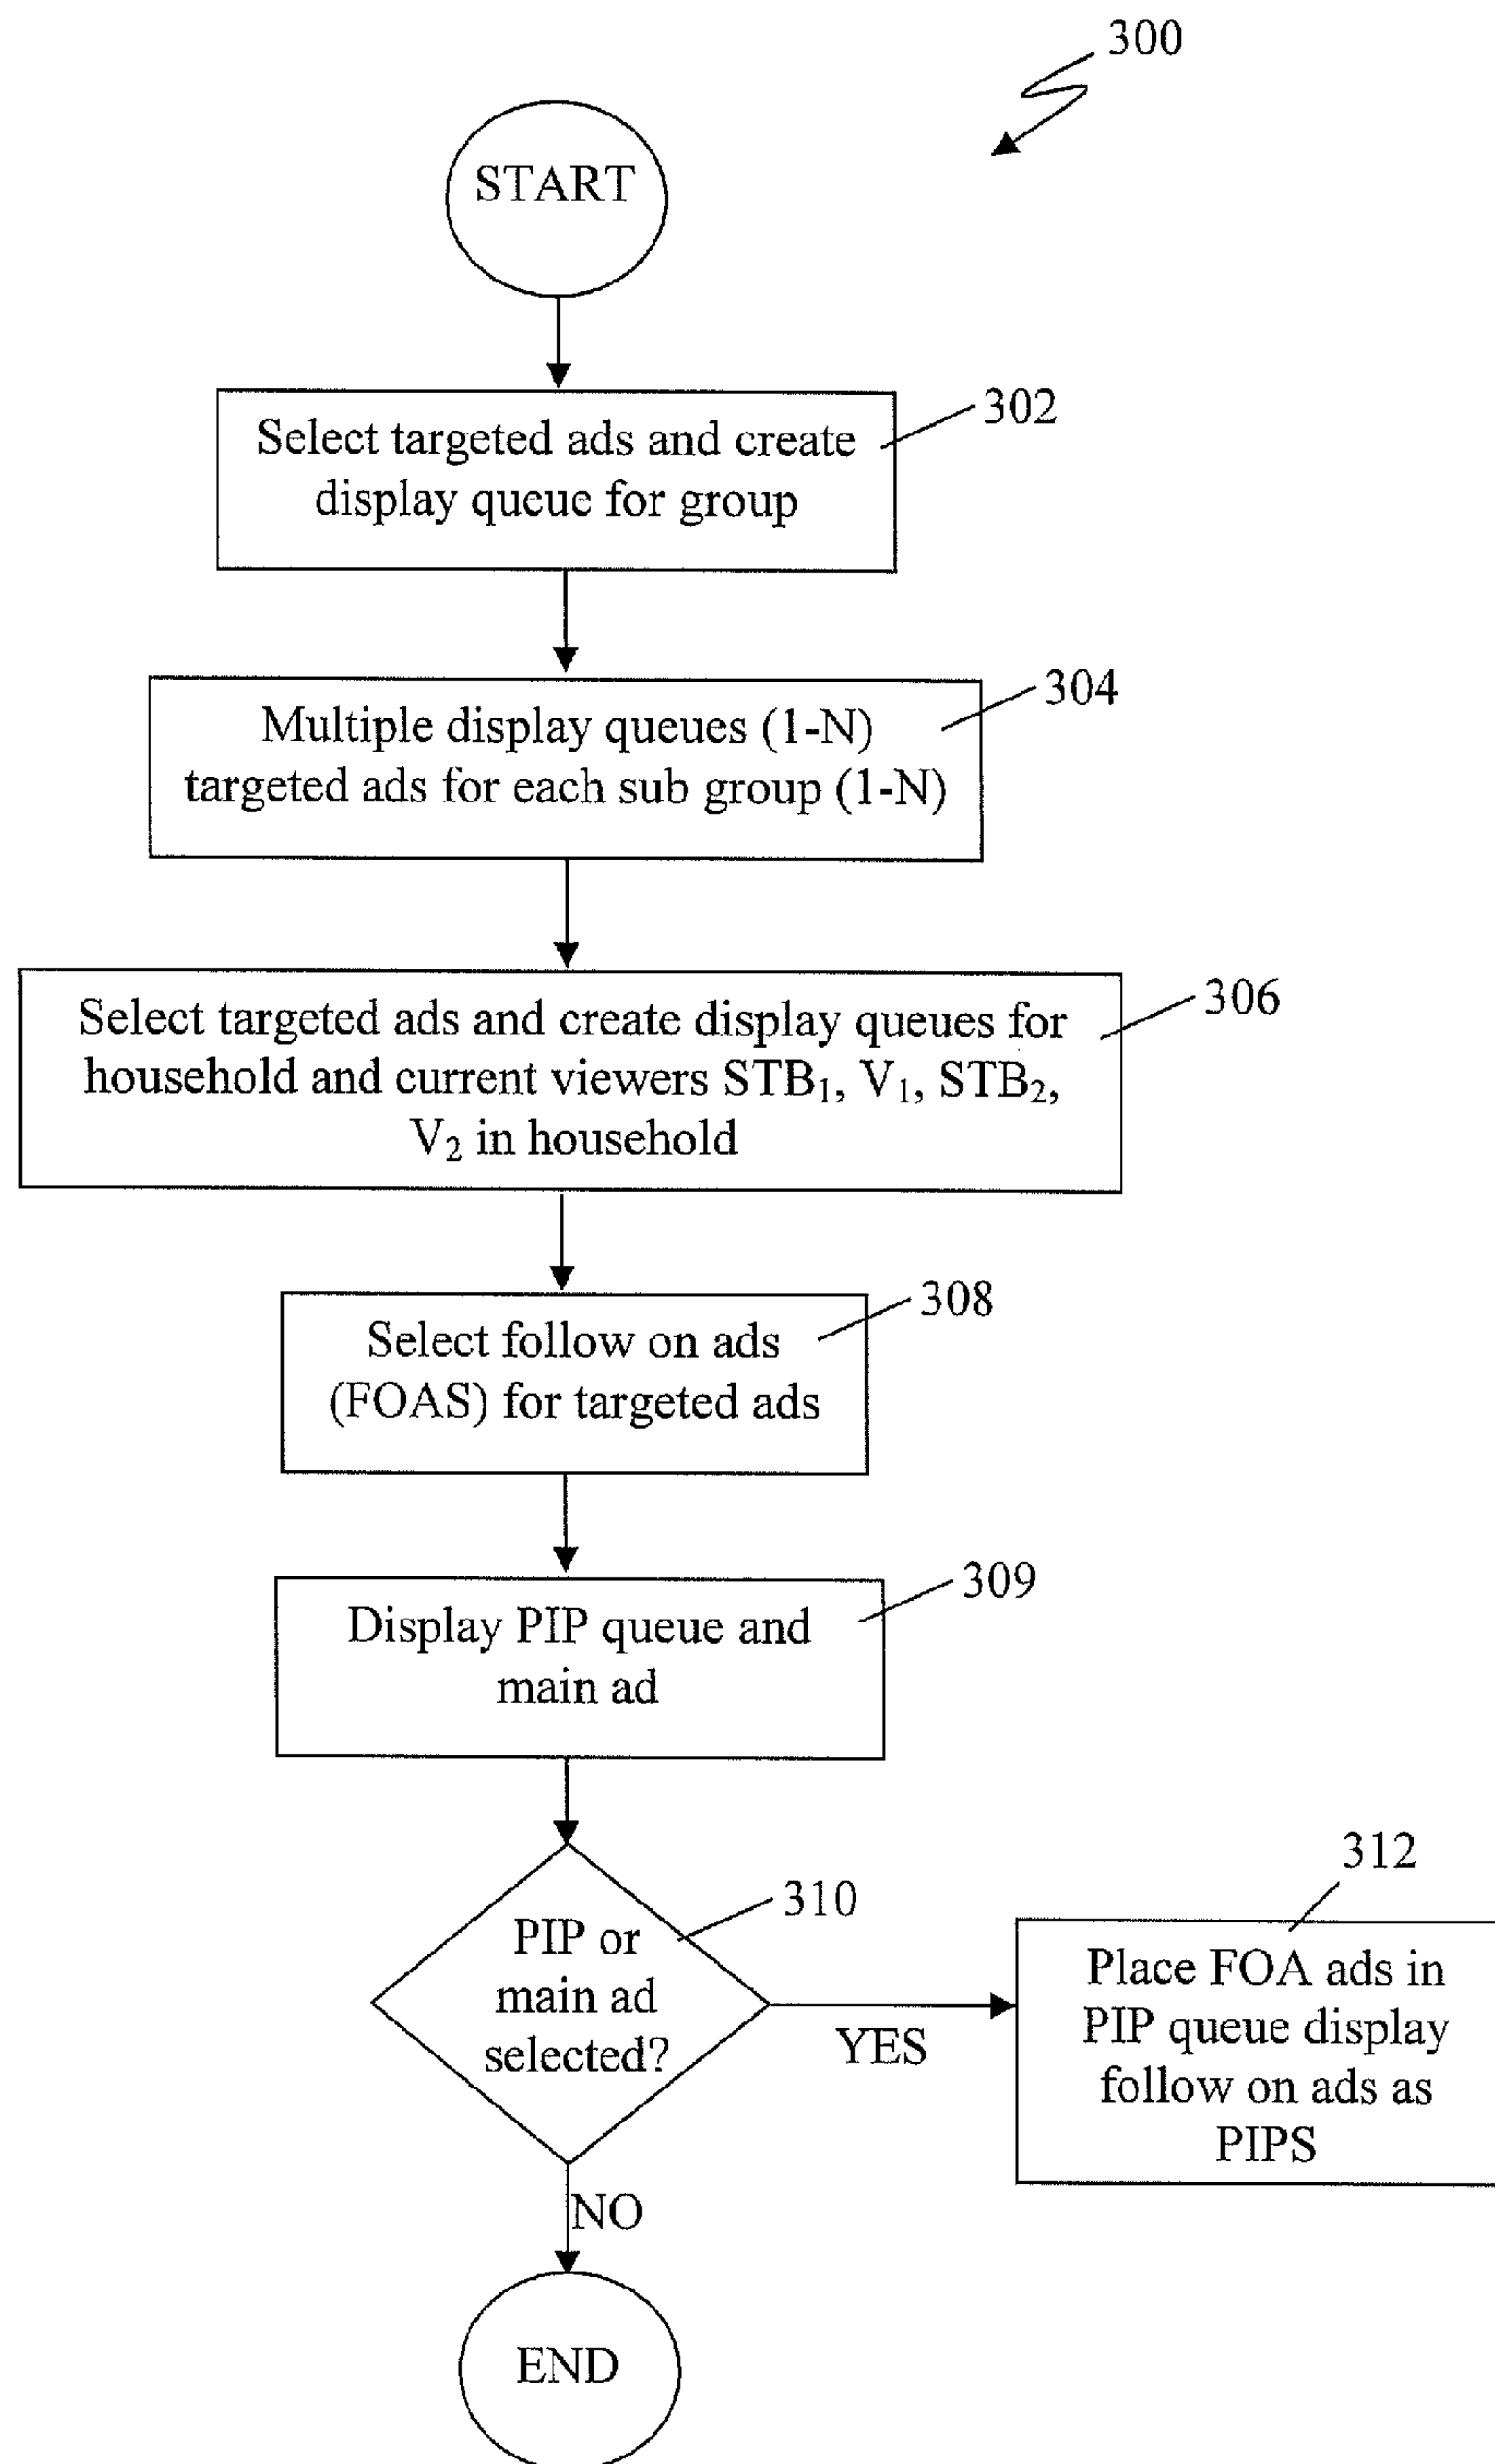 300
START
302
Select targeted ads and create
display queue for group
304
Multiple display queues (1-N)
targeted ads for each sub group (1-N)
306
Select targeted ads and create display queues for
household and current viewers STB₁, V₁, STB₂,
V₂ in household
308
Select follow on ads
(FOAS) for targeted ads
309
Display PIP queue and
main ad
310
PIP or
main ad
selected?
YES
312
Place FOA ads in
PIP queue display
follow on ads as
PIPS
NO
END